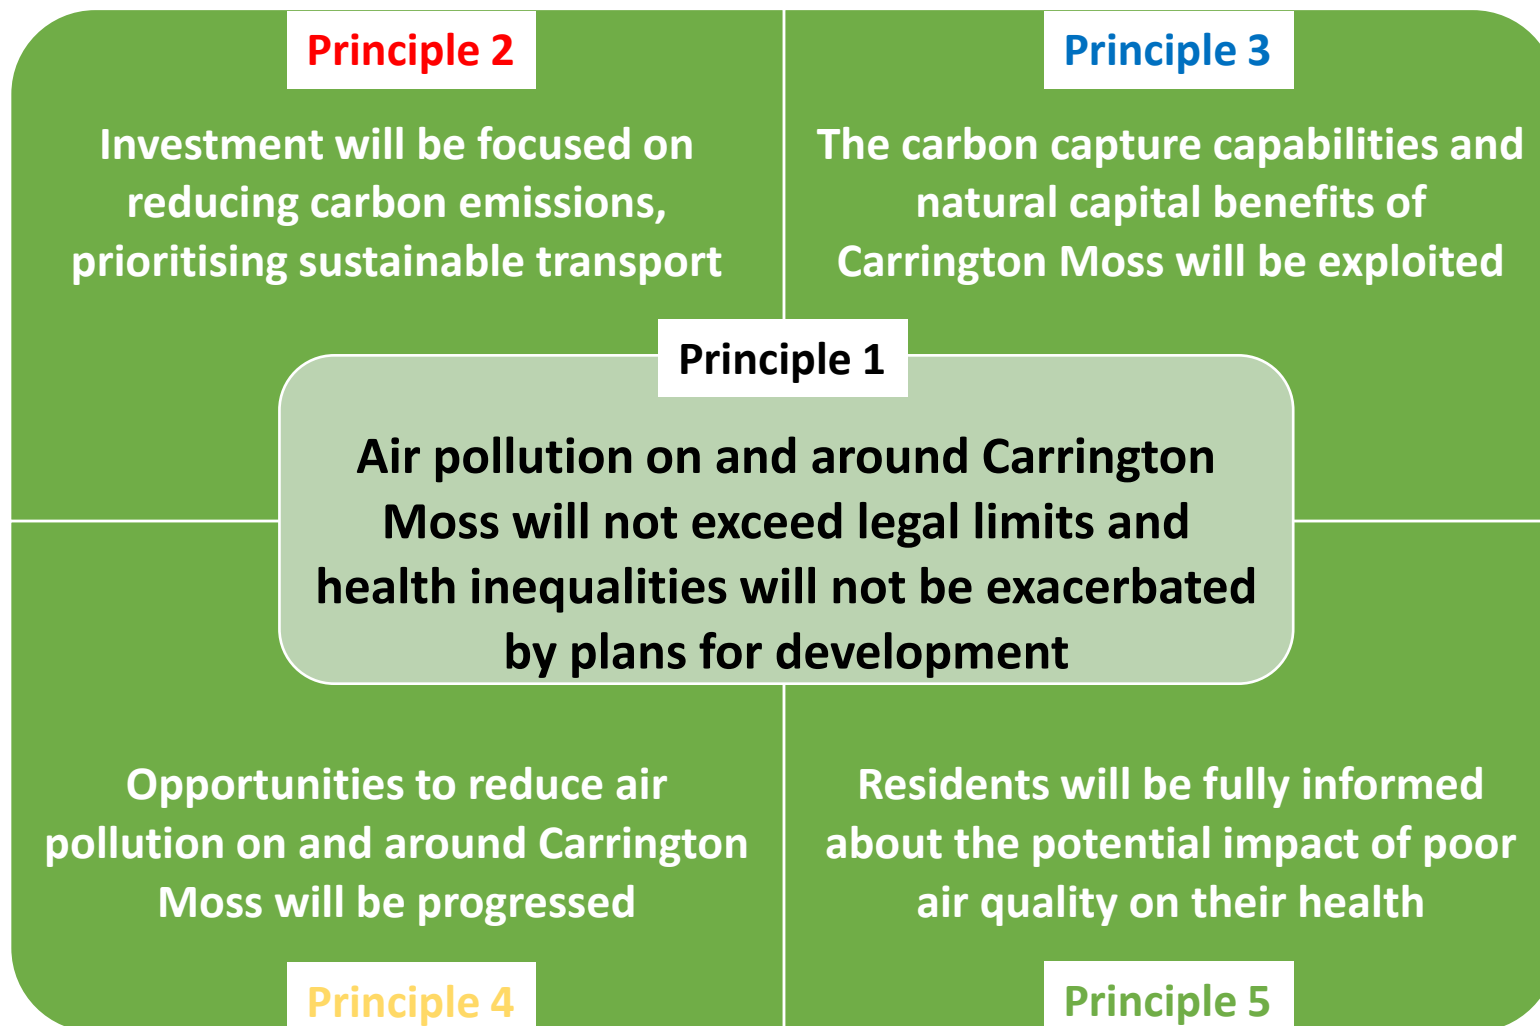 Principle 2
Investment will be focused on
reducing carbon emissions,
prioritising sustainable transport
Principle 3
The carbon capture capabilities and
natural capital benefits of
Carrington Moss will be exploited
Principle 1
Air pollution on and around Carrington
Moss will not exceed legal limits and
health inequalities will not be exacerbated
by plans for development
Opportunities to reduce air
pollution on and around Carrington
Moss will be progressed
Principle 4
Residents will be fully informed
about the potential impact of poor
air quality on their health
Principle 5